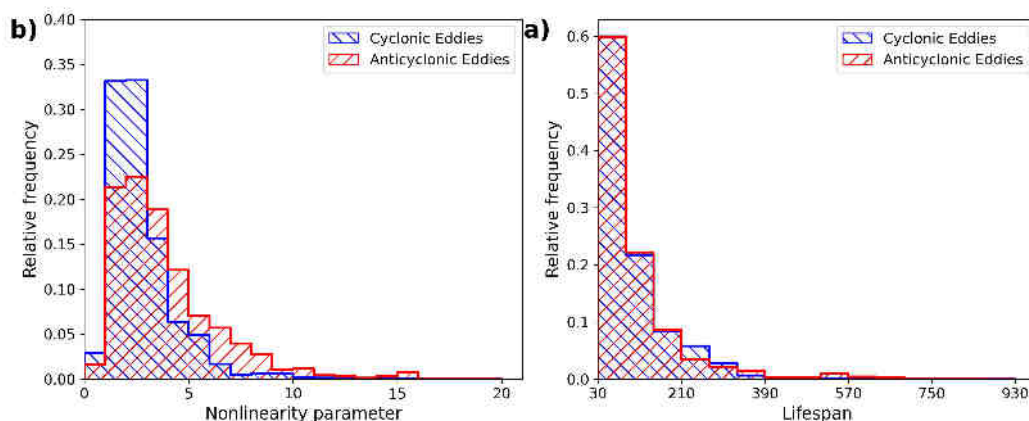 b)
0.40
0.35
0.30
0.25
0.20
0.15
0.10
0.05
0.00
Relative frequency
Cyclonic Eddies
Anticyclonic Eddies
0 5 10 15 20
Nonlinearity parameter
a)
0.6
0.5
0.4
0.3
0.2
0.1
0.0
Relative frequency
Cyclonic Eddies
Anticyclonic Eddies
30 210 390 570 750 930
Lifespan